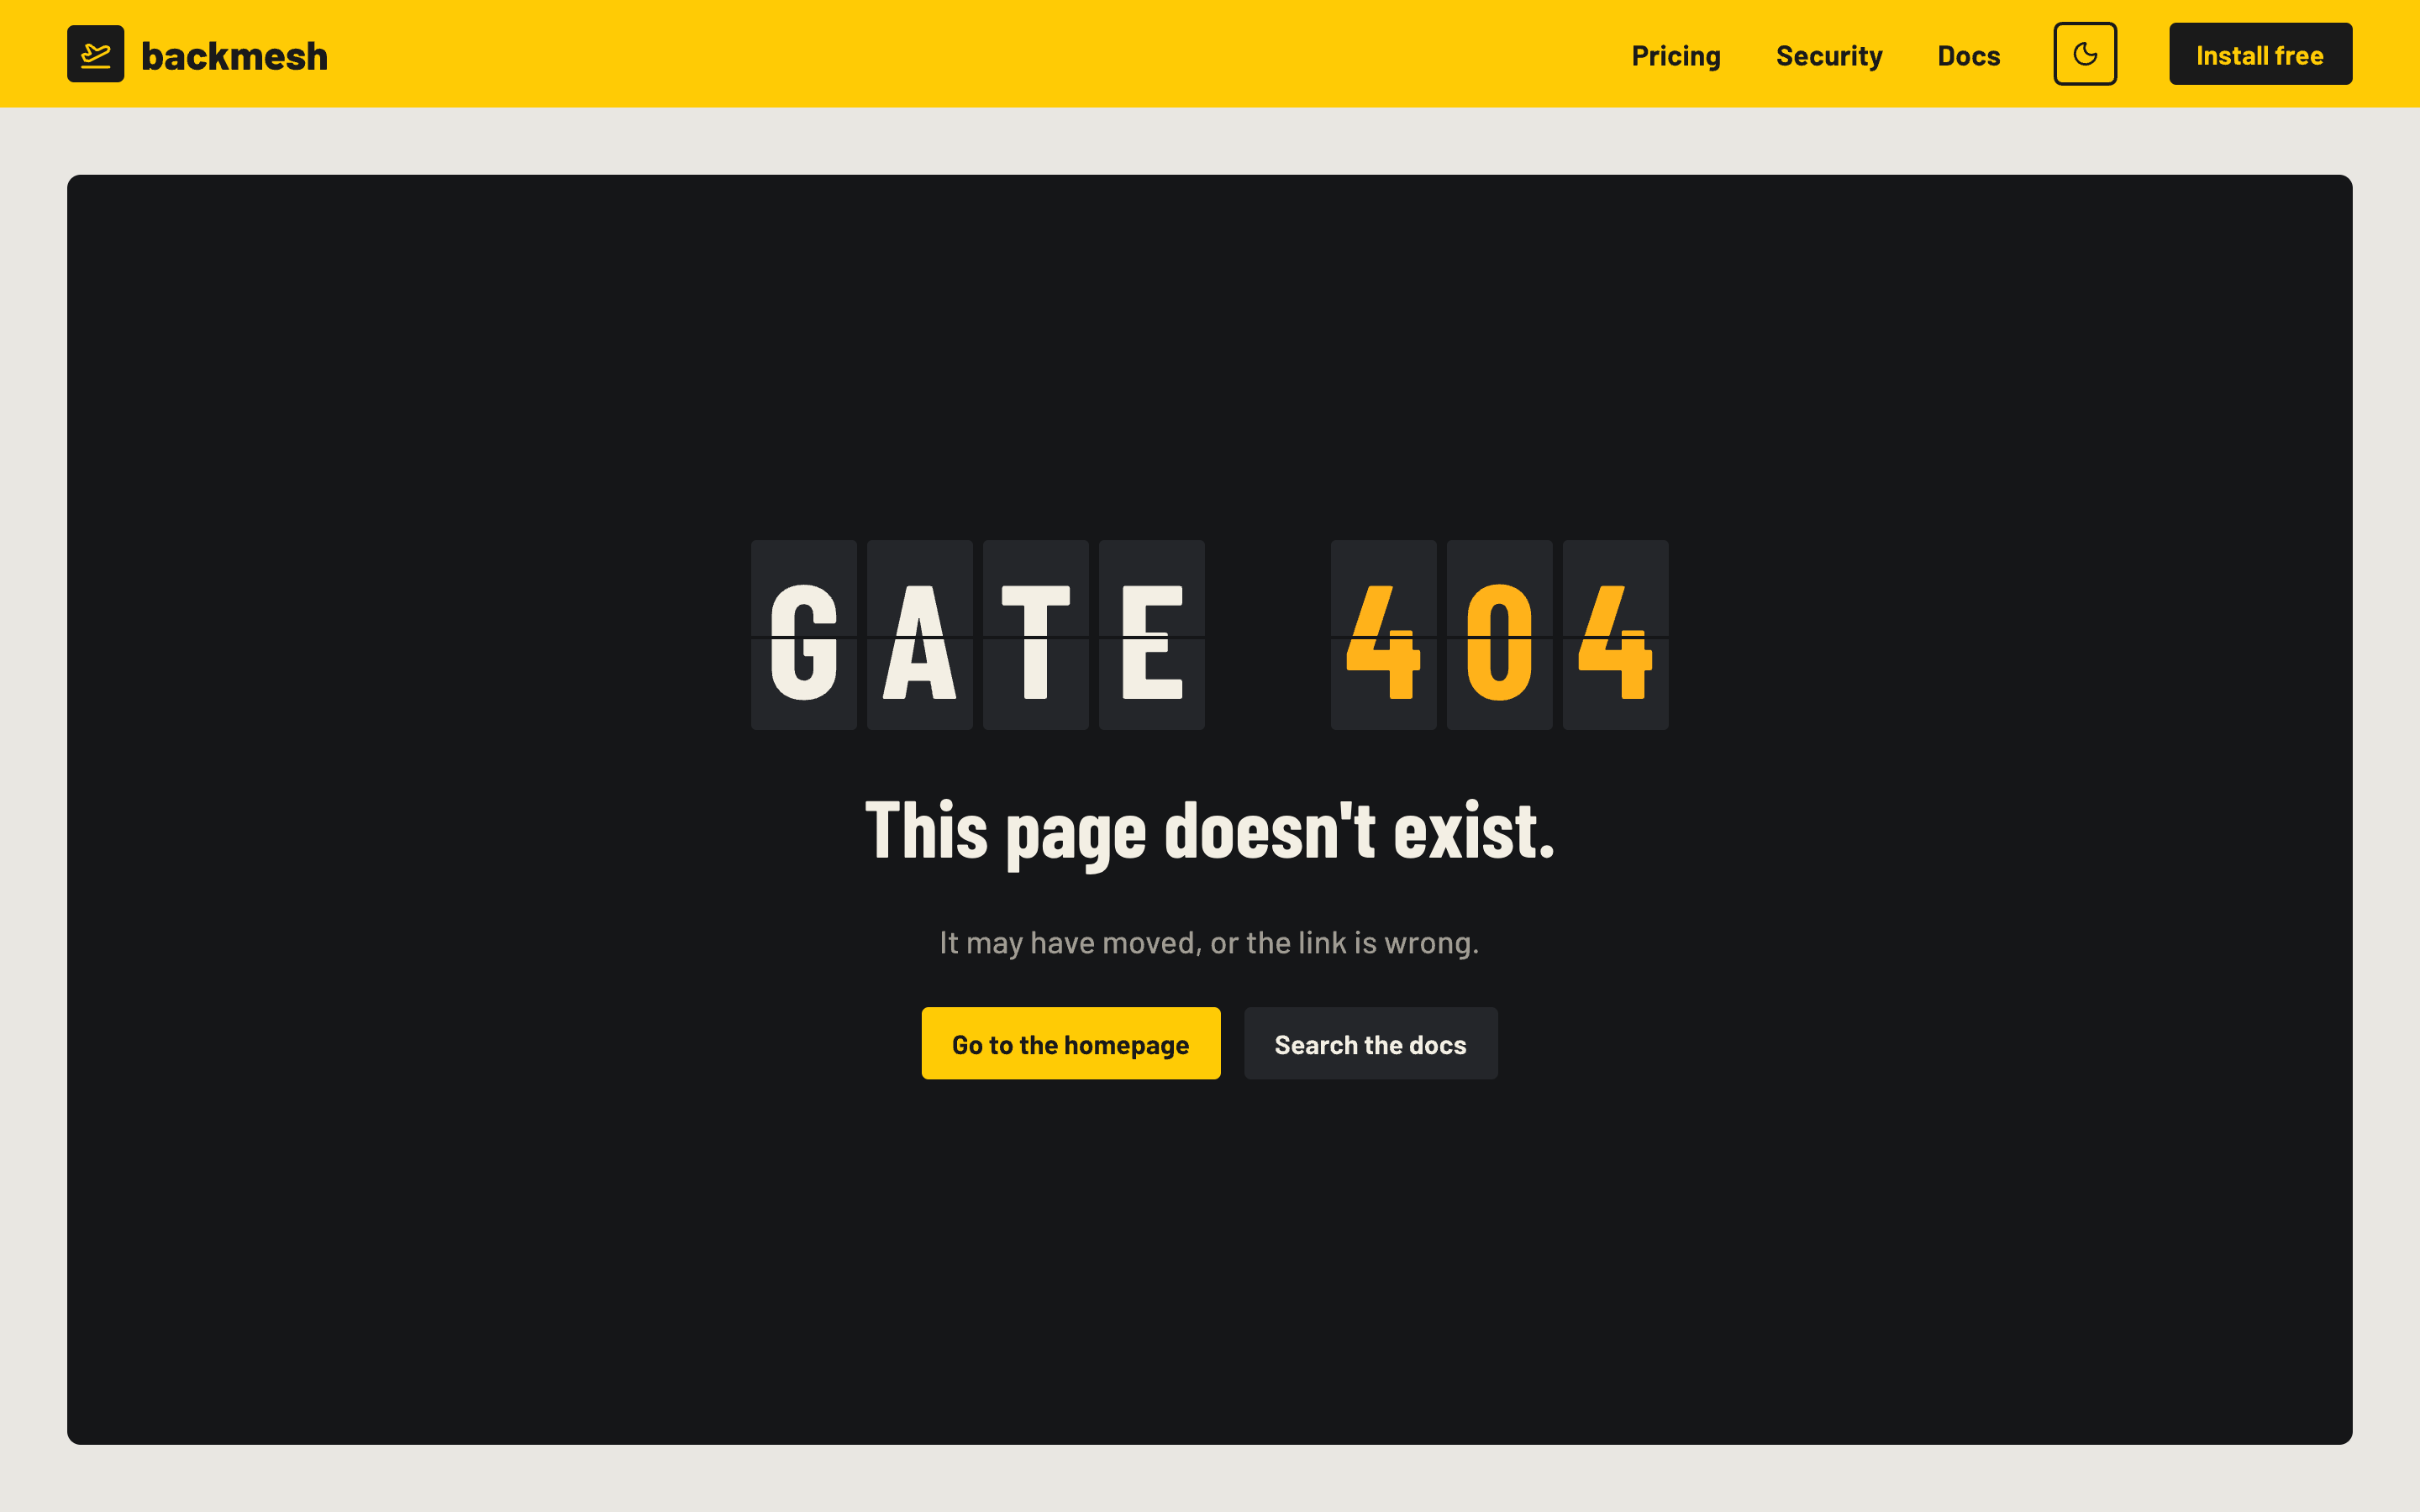 backmesh
Pricing Security Docs Install free
GATE 404
This page doesn't exist.
It may have moved, or the link is wrong.
Go to the homepage Search the docs